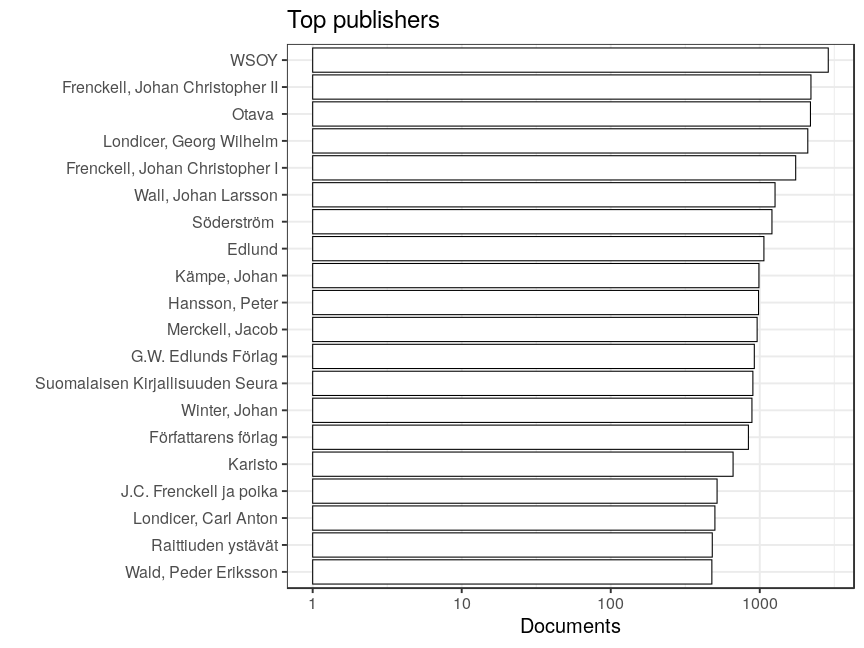 Top publishers
WSOY
Frenckell, Johan Christopher II
Otava
Londicer, Georg Wilhelm
Frenckell, Johan Christopher I
Wall, Johan Larsson
Söderström
Edlund
Kämpe, Johan
Hansson, Peter
Merckell, Jacob
G.W. Edlunds Förlag
Suomalaisen Kirjallisuuden Seura
Winter, Johan
Författarens förlag
Karisto
J.C. Frenckell ja poika
Londicer, Carl Anton
Raittiuden ystävät
Wald, Peder Eriksson
1 10 100 1000
Documents